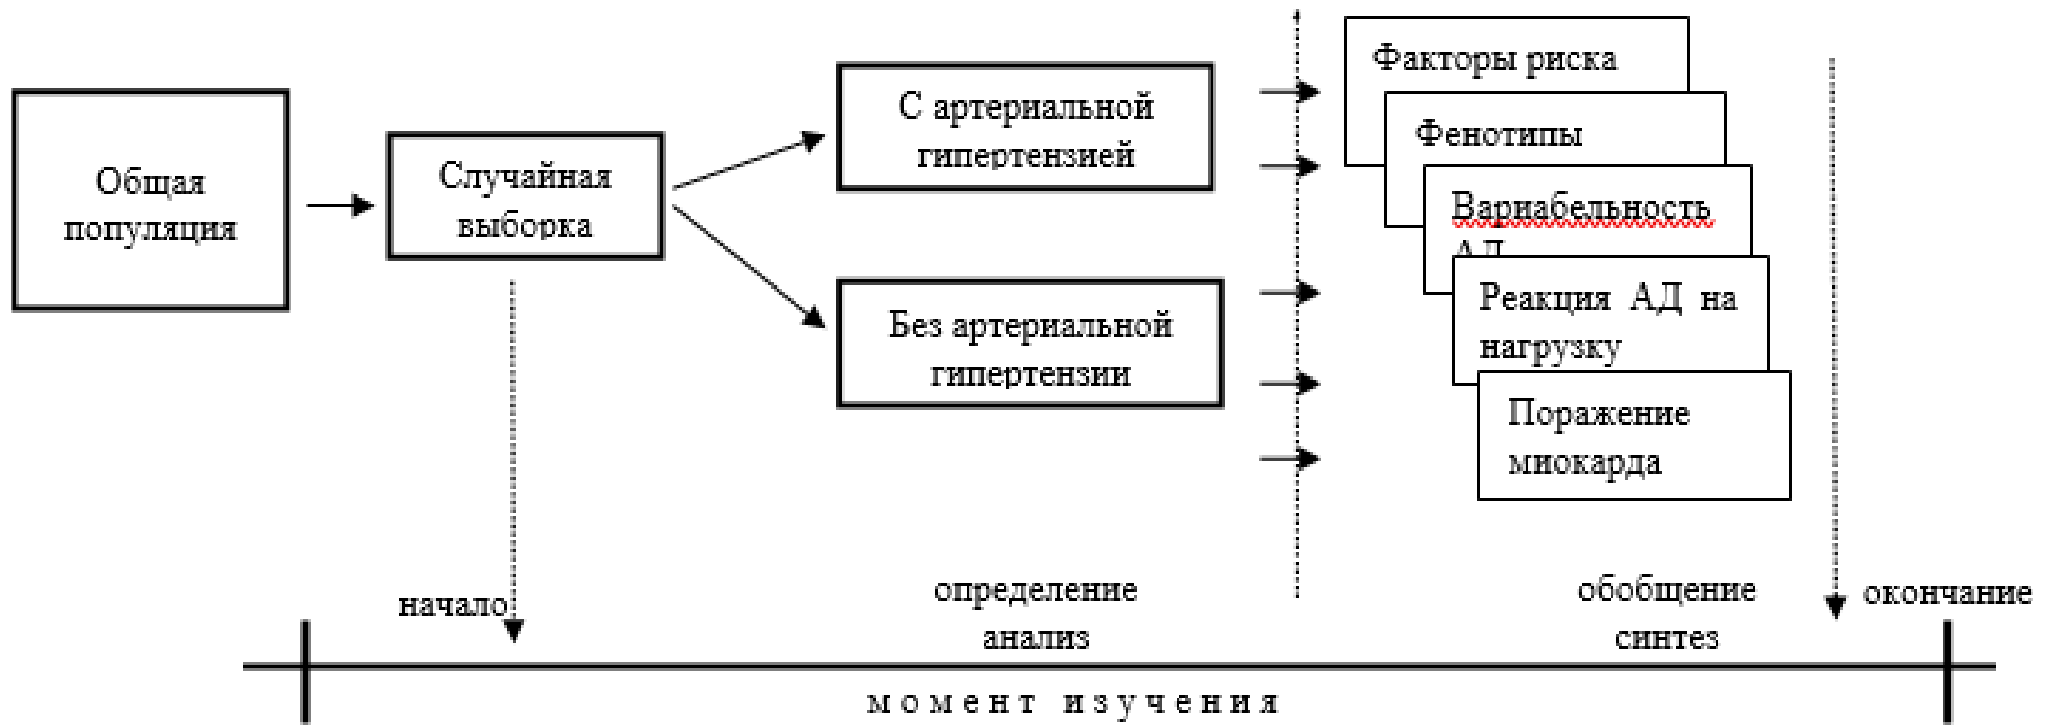 Общая
популяция
Случайная
выборка
С артериальной
гипертензией
Без артериальной
гипертензии
Факторы риска
Фенотипы
Вариабельность
АД
Реакция АД на
нагрузку
Поражение
миокарда
начало
определение
анализ
обобщение
синтез
окончание
момент изучения